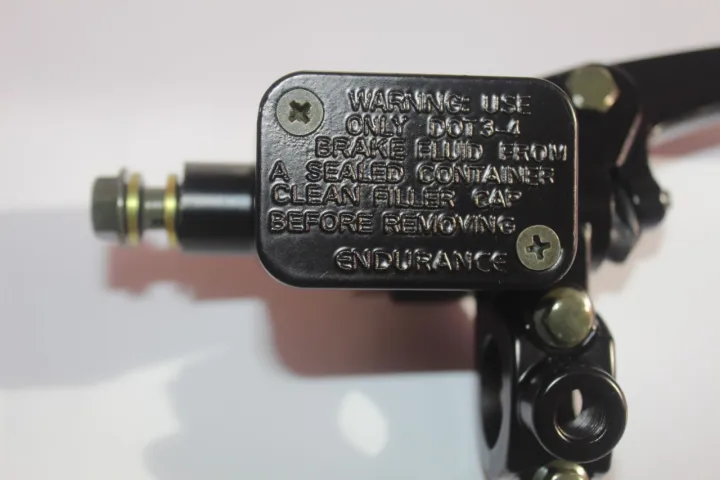 WARNING: USE
ONLY DOT3-4
BRAKE FLUID FROM
A SEALED CONTAINER
CLEAN FILLER CAP
BEFORE REMOVING
ENDURANCE